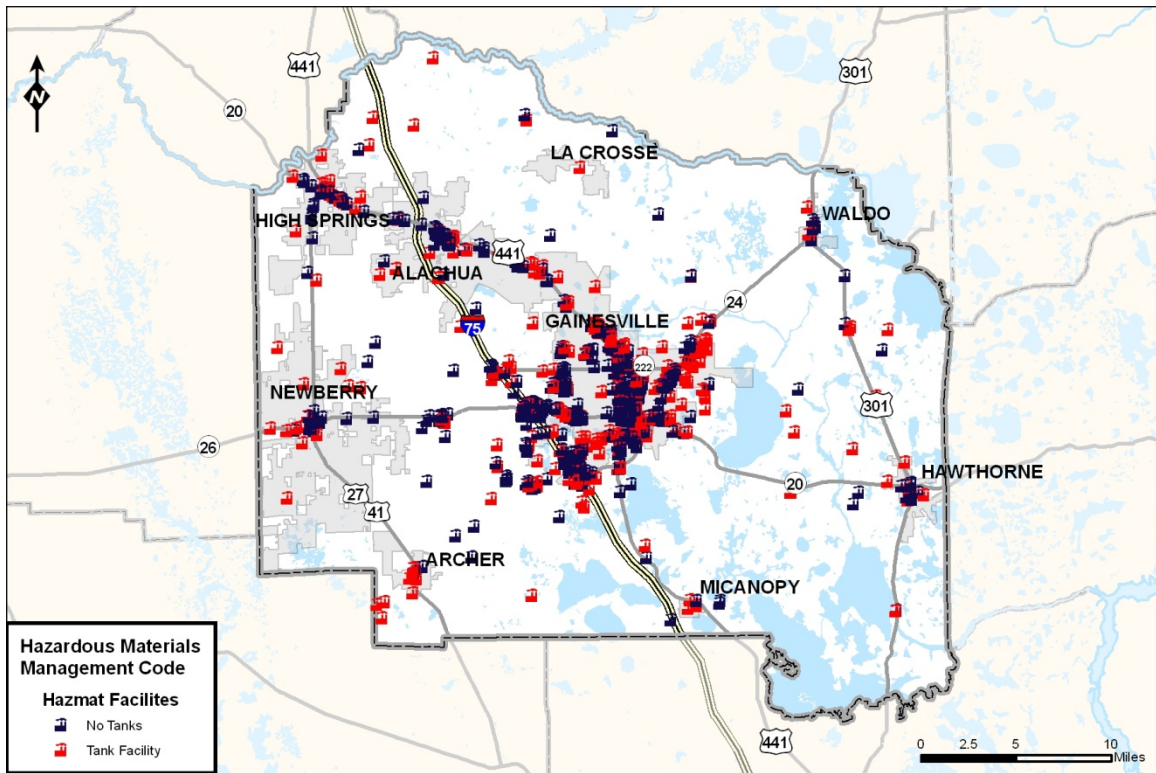 441
301
20
N
LA CROSSE
WALDO
HIGH SPRINGS
441
ALACHUA
24
GAINESVILLE
75
222
NEWBERRY
301
26
HAWTHORNE
20
27
41
ARCHER
MICANOPY
Hazardous Materials
Management Code
Hazmat Facilites
No Tanks
Tank Facility
441
0 2.5 5 10
Miles